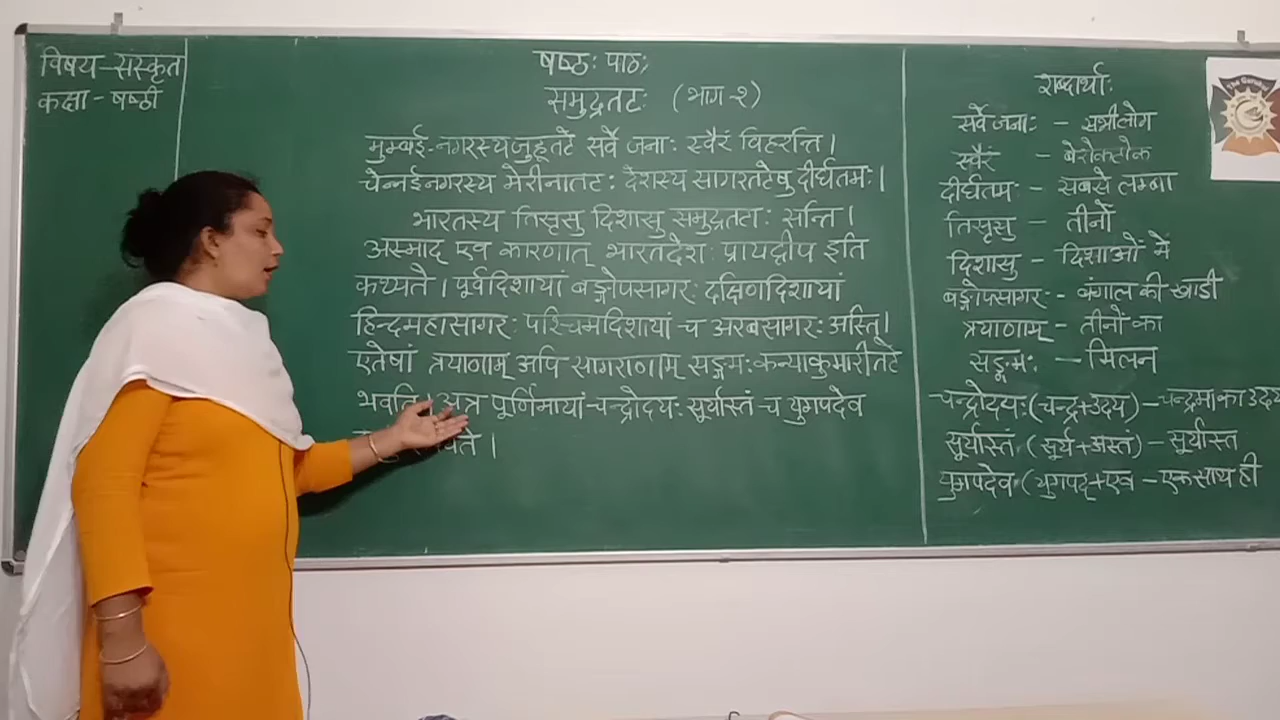 विषय - संस्कृत
कक्षा - षष्ठी
षष्ठः पाठः
समुद्रतटः (भाग-२)
मुम्बई-नगरस्य जुहूतटे सर्वे जनाः स्वैरं विहरन्ति।
चेन्नईनगरस्य मेरीनातटः देशस्य सागरतटेषु दीर्घतमः।
भारतस्य तिसृसु दिशासु समुद्रतटाः सन्ति।
अस्माद् एव कारणात् भारतदेशः प्रायद्वीप इति
कथ्यते। पूर्वदिशायां बङ्गोपसागरः दक्षिणदिशायां
हिन्दमहासागरः पश्चिमदिशायां च अरबसागरः अस्ति।
एतेषां त्रयाणाम् अपि सागराणाम् सङ्गमः कन्याकुमारीतटे
भवति। अत्र पूर्णिमायां चन्द्रोदयः सूर्यास्तं च युगपदेव
शब्दार्थाः
सर्वे जनाः - सभी लोग
स्वैरं - बेरोकटोक
दीर्घतमः - सबसे लम्बा
तिसृसु - तीनों
दिशासु - दिशाओं में
बङ्गोपसागरः - बंगाल की खाडी
त्रयाणाम् - तीनों का
सङ्गमः - मिलन
चन्द्रोदयः (चन्द्र+उदय) - चन्द्रमा का उदय
सूर्यास्तं (सूर्य+अस्त) - सूर्यास्त
युगपदेव (युगपद्+एव - एक साथ ही